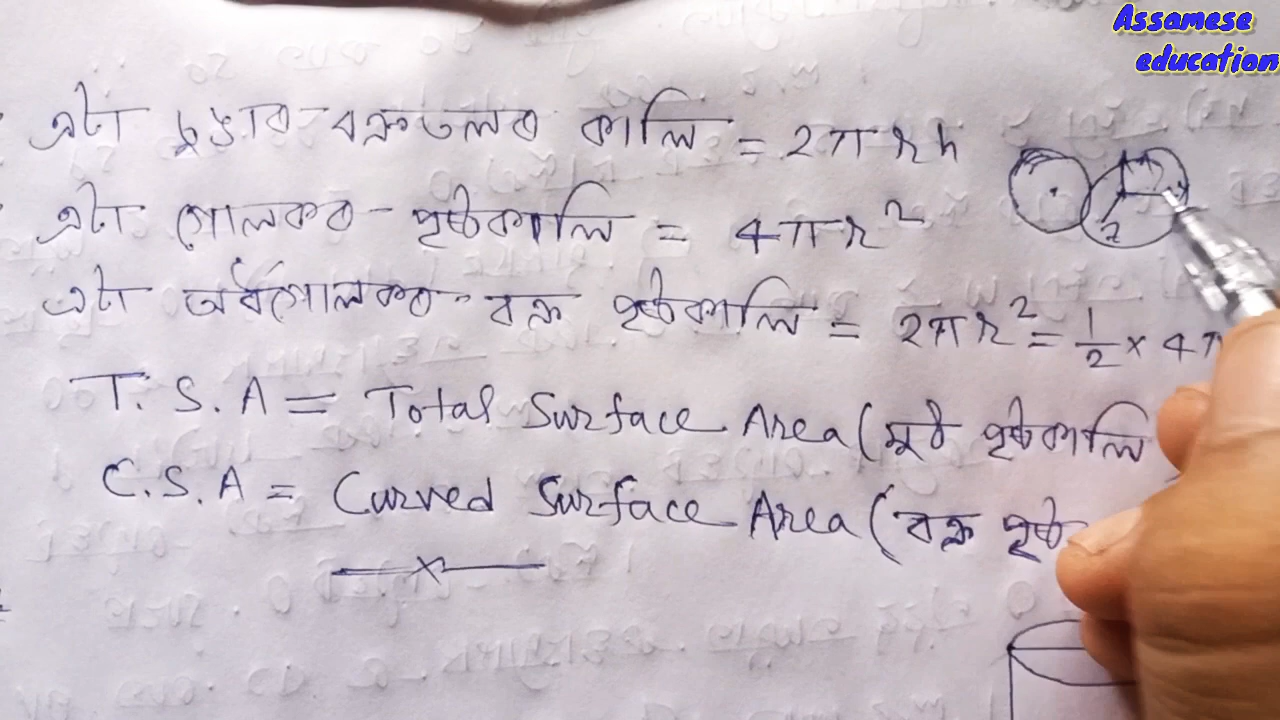 Assamese
education
এটা চুঙাৰ বক্ৰতলৰ কালি = 2πrh
এটা গোলকৰ - পৃষ্ঠকালি = 4πr²
এটা অৰ্ধগোলকৰ - বক্ৰ পৃষ্ঠকালি = 2πr² = 1/2 × 4π
T.S.A = Total Surface Area (মুঠ পৃষ্ঠকালি
C.S.A = Curved Surface Area (বক্ৰ পৃষ্ঠ